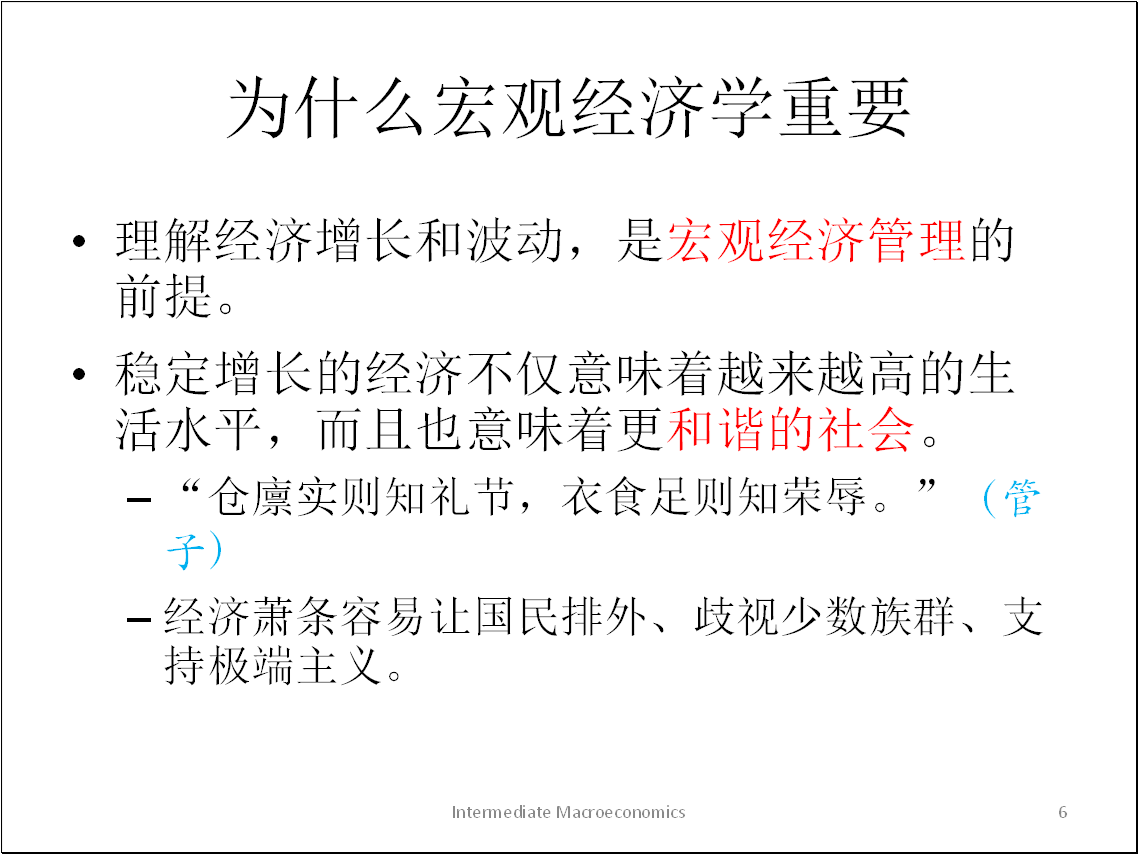 为什么宏观经济学重要
• 理解经济增长和波动，是宏观经济管理的
前提。
• 稳定增长的经济不仅意味着越来越高的生
活水平，而且也意味着更和谐的社会。
– “仓廪实则知礼节，衣食足则知荣辱。”（管
子）
– 经济萧条容易让国民排外、歧视少数族群、支
持极端主义。
Intermediate Macroeconomics 6